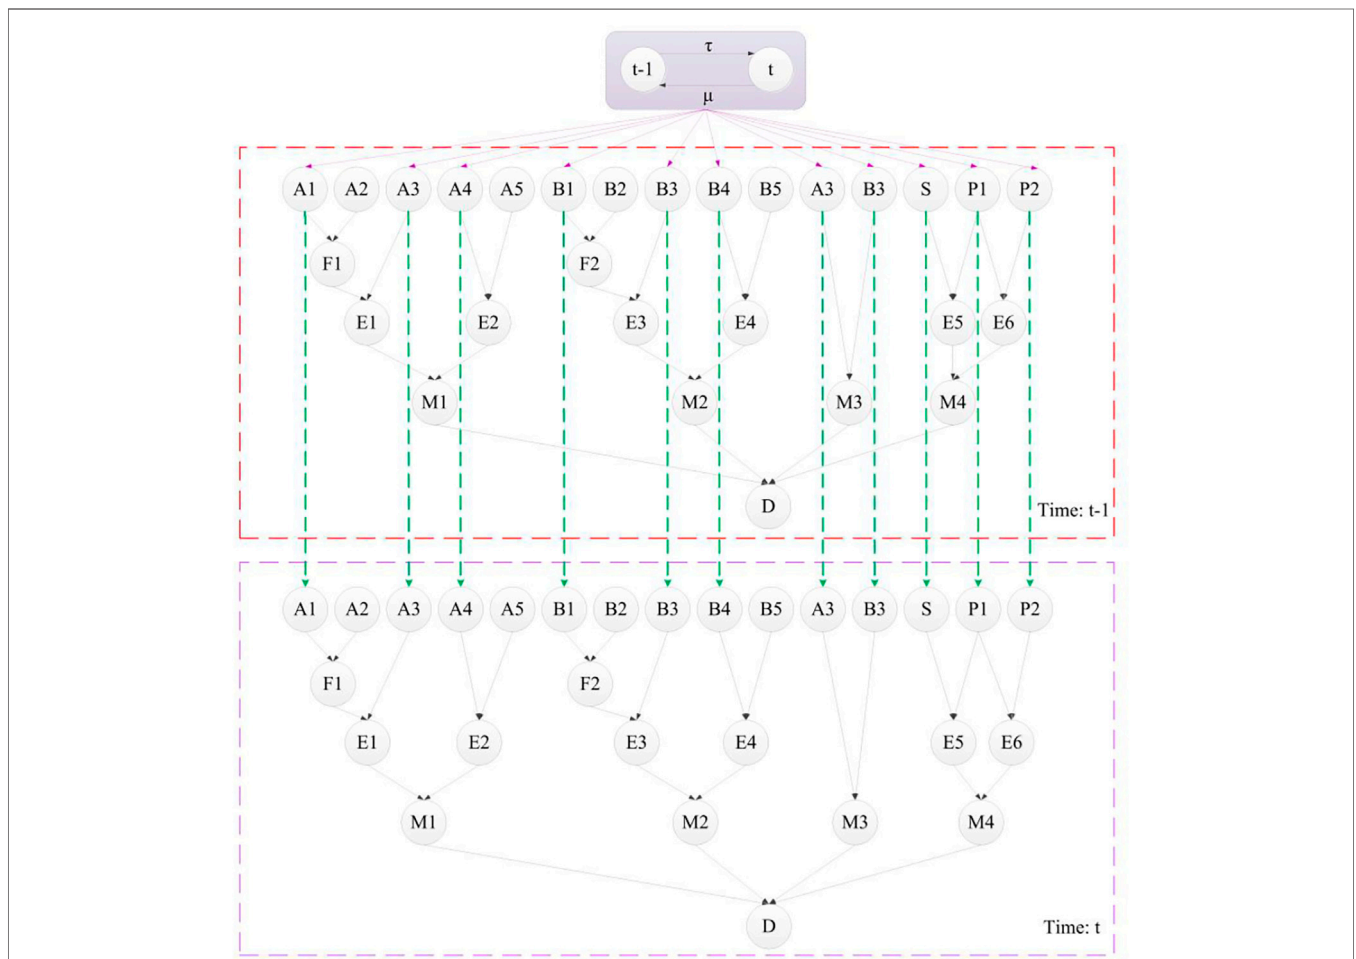 τ
t-1 t
μ
A1 A2 A3 A4 A5 B1 B2 B3 B4 B5 A3 B3 S P1 P2
F1 F2
E1 E2 E3 E4 E5 E6
M1 M2 M3 M4
D
Time: t-1
A1 A2 A3 A4 A5 B1 B2 B3 B4 B5 A3 B3 S P1 P2
F1 F2
E1 E2 E3 E4 E5 E6
M1 M2 M3 M4
D
Time: t